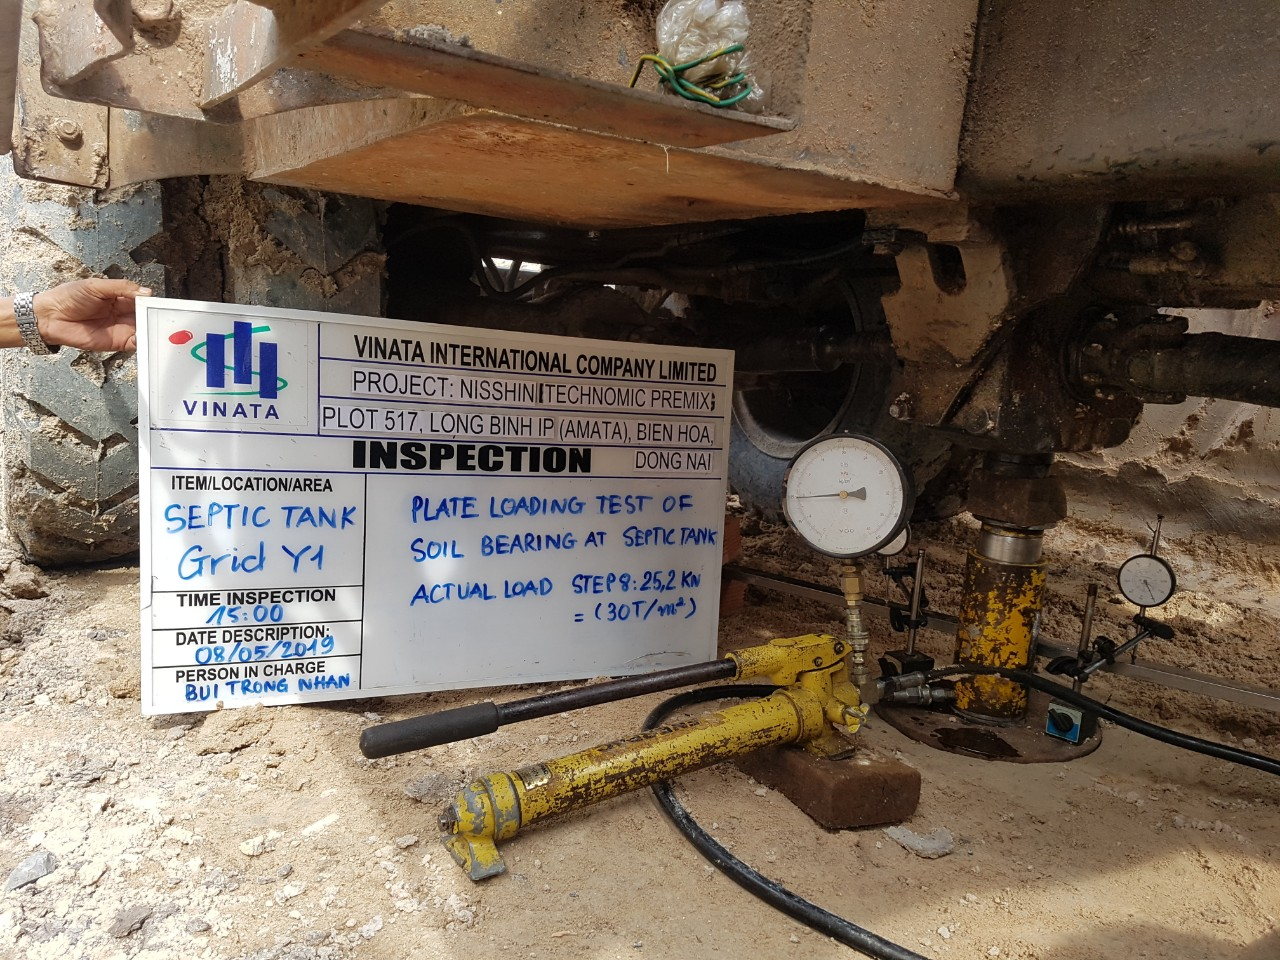 VINATA
VINATA INTERNATIONAL COMPANY LIMITED
PROJECT: NISSHIN TECHNOMIC PREMIX;
PLOT 517, LONG BINH IP (AMATA), BIEN HOA,
DONG NAI
INSPECTION
ITEM/LOCATION/AREA
SEPTIC TANK
Grid Y1
TIME INSPECTION
15:00
DATE DESCRIPTION:
08/05/2019
PERSON IN CHARGE
BUI TRONG NHAN
PLATE LOADING TEST OF
SOIL BEARING AT SEPTIC TANK
ACTUAL LOAD STEP 8: 25,2 KN
= (30T/m²)